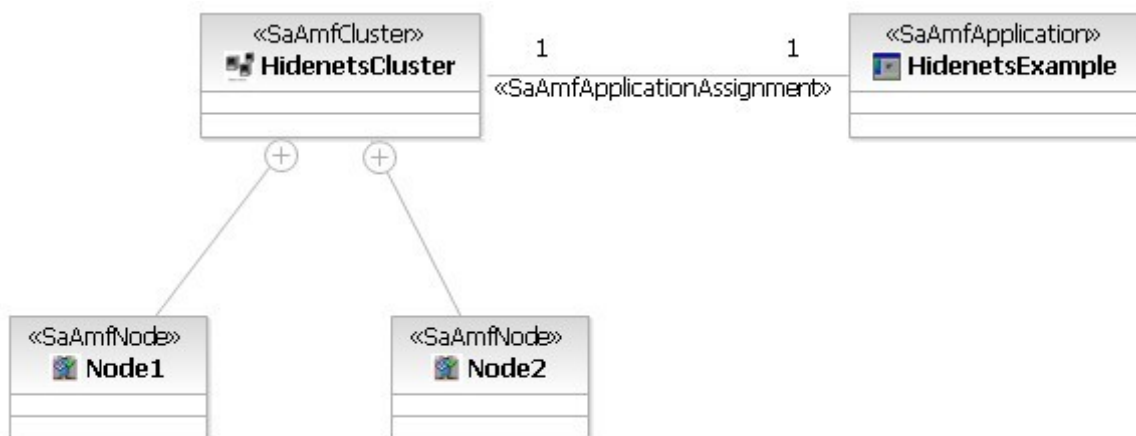 «SaAmfCluster»
HidenetsCluster
1
1
«SaAmfApplicationAssignment»
«SaAmfApplication»
HidenetsExample
«SaAmfNode»
Node1
«SaAmfNode»
Node2